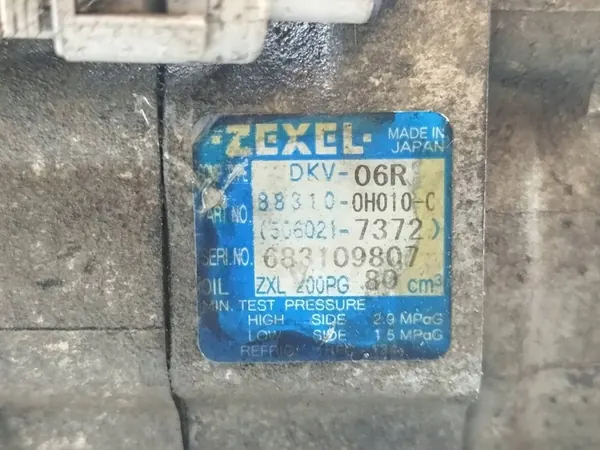 ZEXEL
MADE IN
JAPAN
DKV-06R
88310-0H010-C
PART NO.
(506021-7372)
SERI.NO. 683109807
OIL ZXL 200PG 80 cm³
MIN. TEST PRESSURE
HIGH SIDE 2.9 MPaG
LOW SIDE 1.5 MPaG